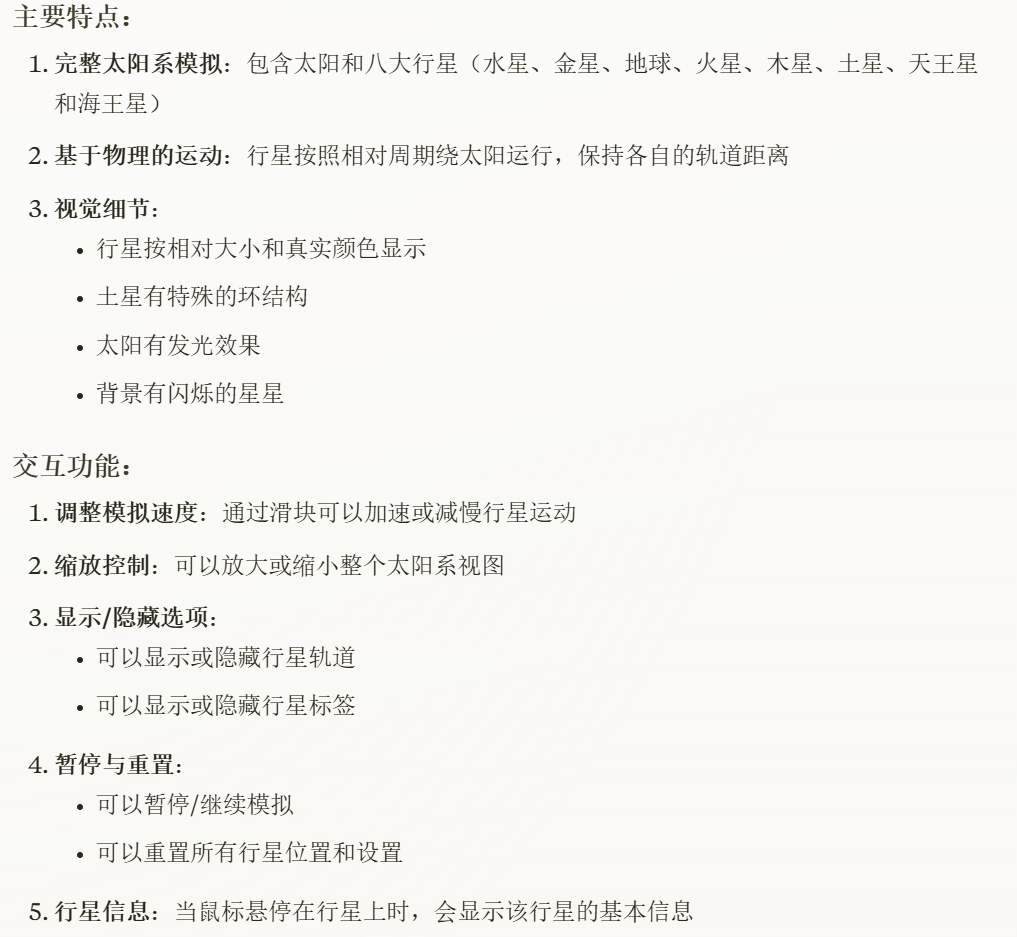 主要特点：
1. 完整太阳系模拟：包含太阳和八大行星（水星、金星、地球、火星、木星、土星、天王星
和海王星）
2. 基于物理的运动：行星按照相对周期绕太阳运行，保持各自的轨道距离
3. 视觉细节：
• 行星按相对大小和真实颜色显示
• 土星有特殊的环结构
• 太阳有发光效果
• 背景有闪烁的星星
交互功能：
1. 调整模拟速度：通过滑块可以加速或减慢行星运动
2. 缩放控制：可以放大或缩小整个太阳系视图
3. 显示/隐藏选项：
• 可以显示或隐藏行星轨道
• 可以显示或隐藏行星标签
4. 暂停与重置：
• 可以暂停/继续模拟
• 可以重置所有行星位置和设置
5. 行星信息：当鼠标悬停在行星上时，会显示该行星的基本信息